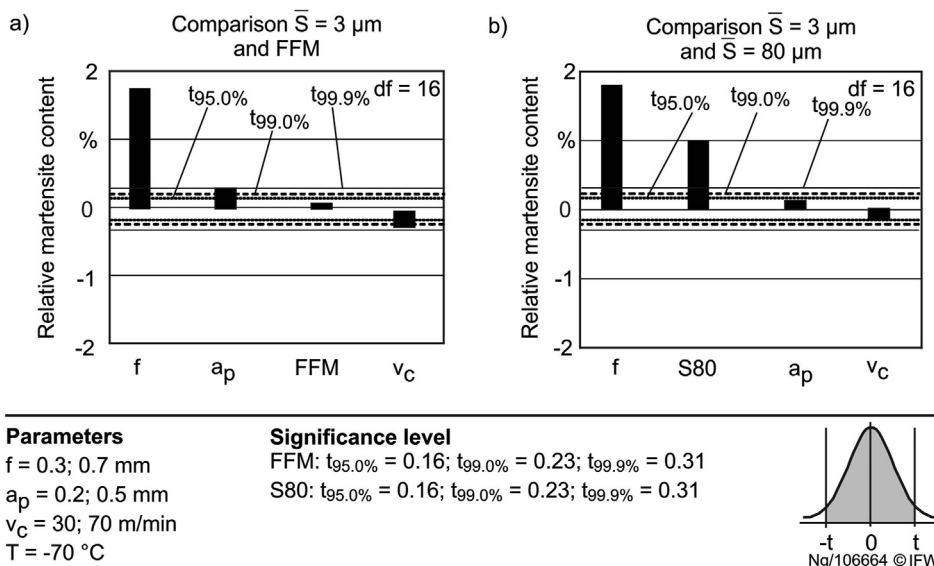 a)
Comparison S̅ = 3 µm
and FFM
2
%
0
-1
-2
Relative martensite content
df = 16
t95.0%
t99.0%
t99.9%
f
ap
FFM
vc
b)
Comparison S̅ = 3 µm
and S̅ = 80 µm
2
%
0
-1
-2
Relative martensite content
df = 16
t95.0%
t99.0%
t99.9%
f
S80
ap
vc
Parameters
f = 0.3; 0.7 mm
ap = 0.2; 0.5 mm
vc = 30; 70 m/min
T = -70 °C
Significance level
FFM: t95.0% = 0.16; t99.0% = 0.23; t99.9% = 0.31
S80: t95.0% = 0.16; t99.0% = 0.23; t99.9% = 0.31
-t 0 t
Ng/106664 © IFW